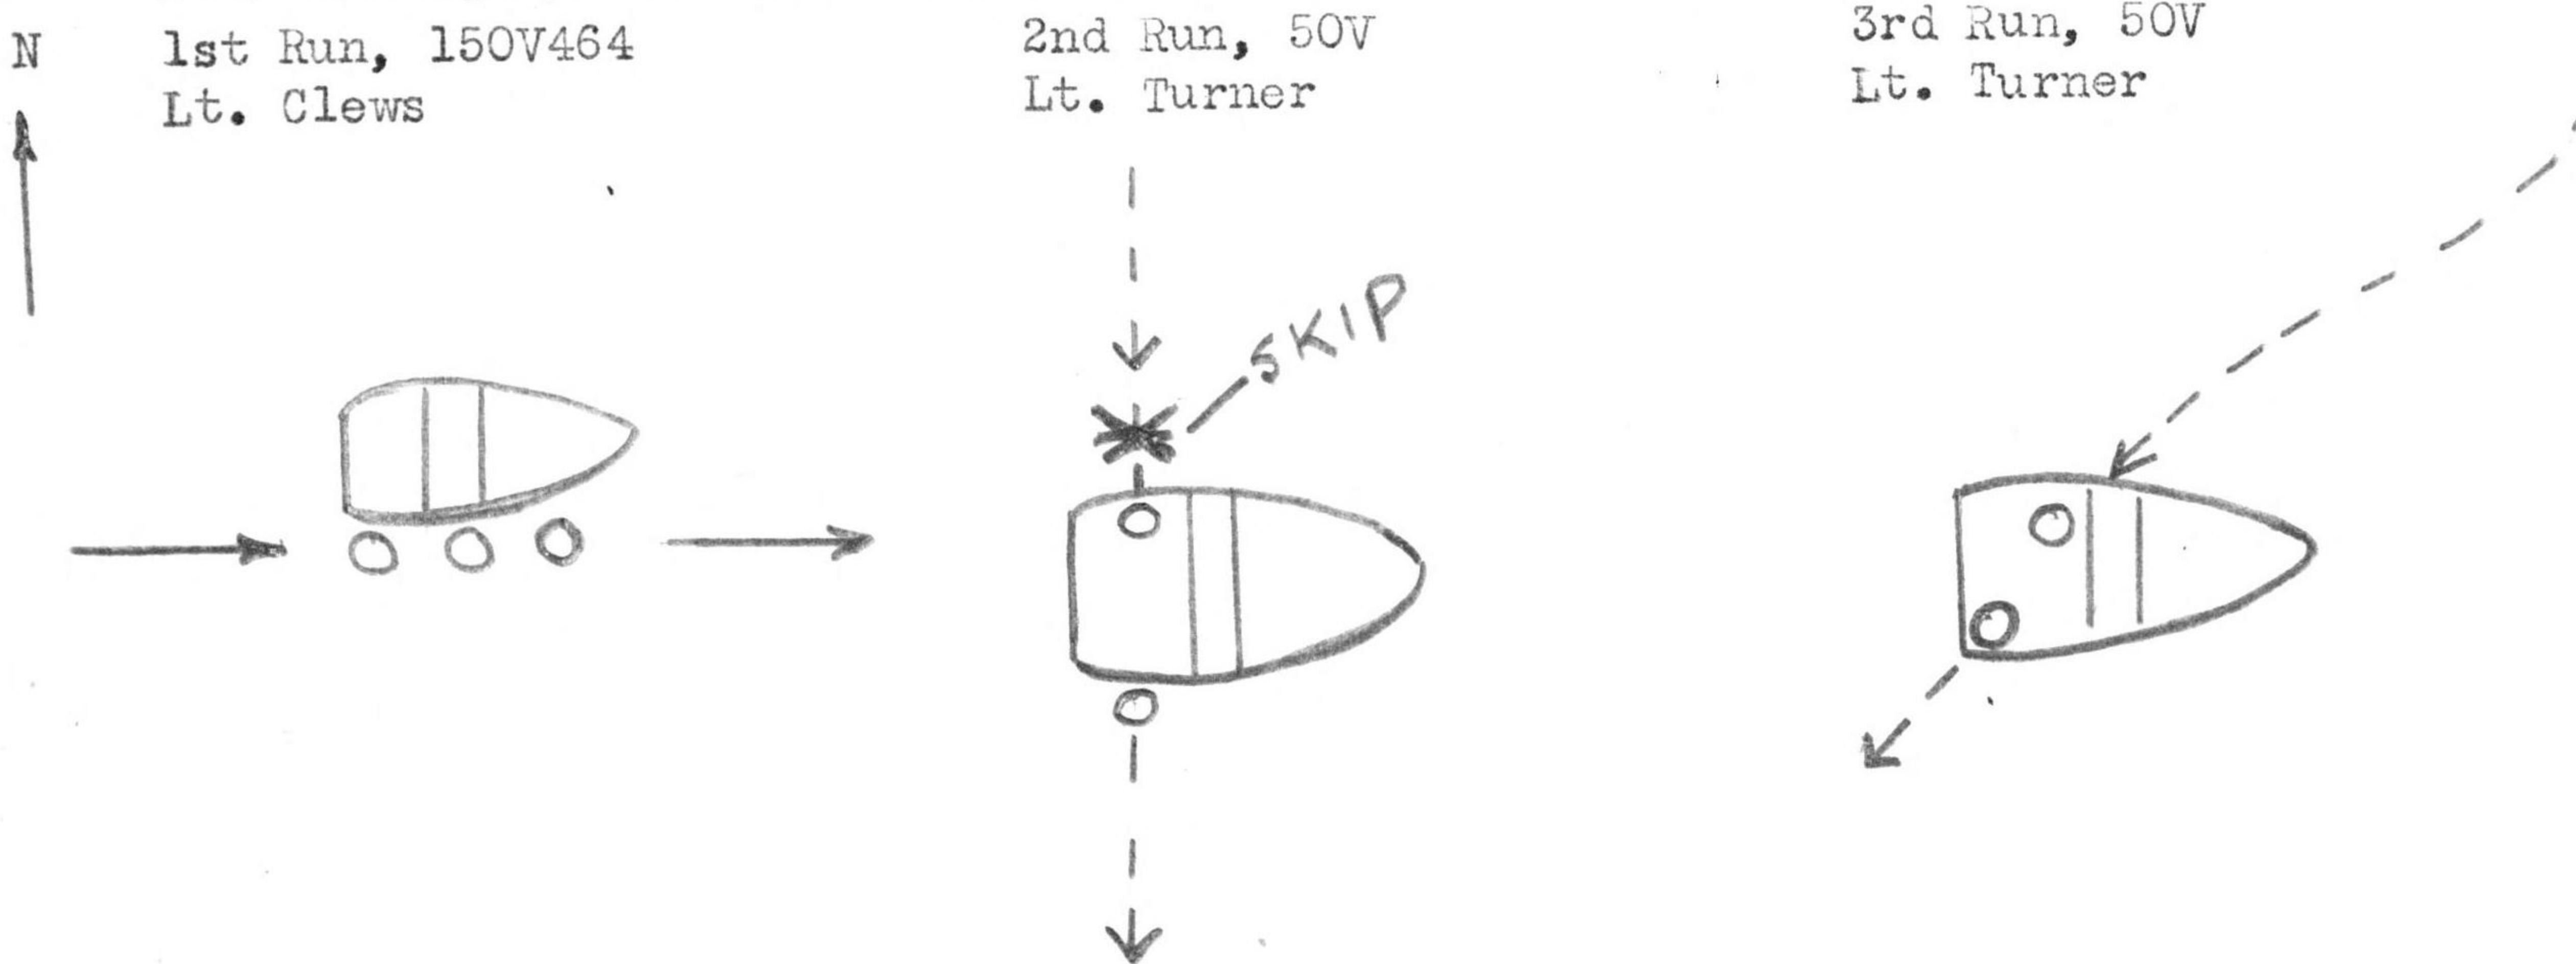 N
1st Run, 150V464
Lt. Clews
2nd Run, 50V
Lt. Turner
SKIP
3rd Run, 50V
Lt. Turner